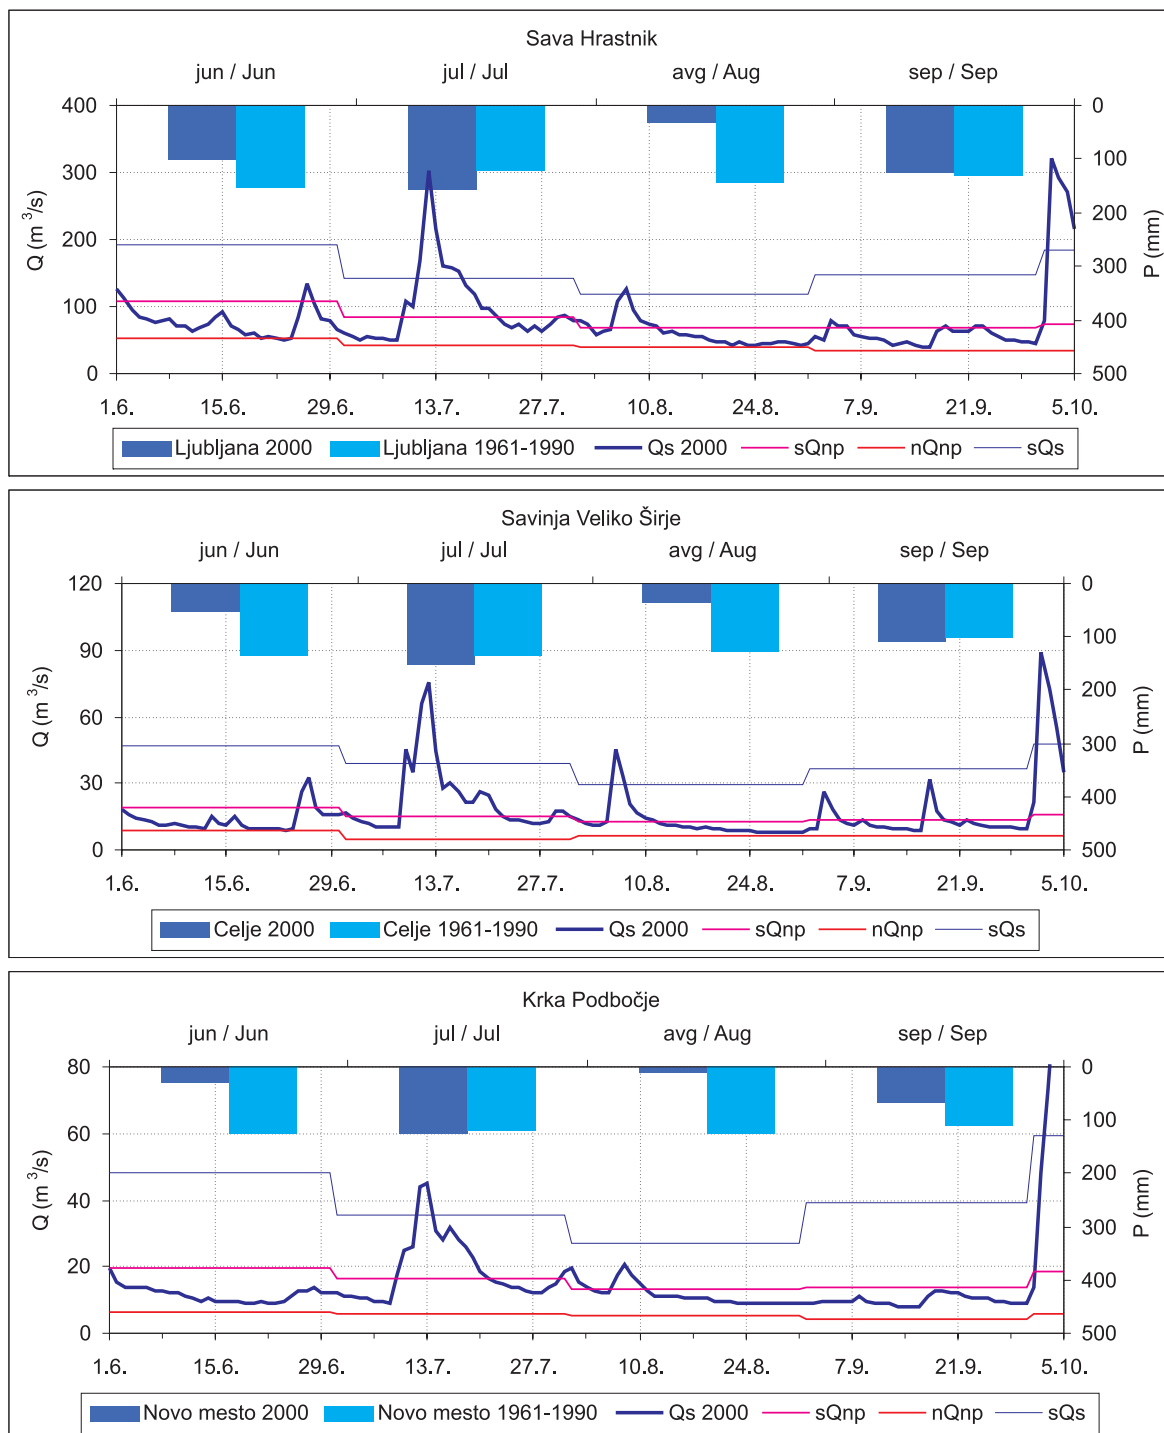 Sava Hrastnik
jun / Jun jul / Jul avg / Aug sep / Sep
400 0
300 100
200 200
100 300
0 400
500
Q (m ³/s)
P (mm)
1.6. 15.6. 29.6. 13.7. 27.7. 10.8. 24.8. 7.9. 21.9. 5.10.
Ljubljana 2000 Ljubljana 1961-1990 Qs 2000 sQnp nQnp sQs
Savinja Veliko Širje
jun / Jun jul / Jul avg / Aug sep / Sep
120 0
90 100
60 200
30 300
0 400
500
Q (m ³/s)
P (mm)
1.6. 15.6. 29.6. 13.7. 27.7. 10.8. 24.8. 7.9. 21.9. 5.10.
Celje 2000 Celje 1961-1990 Qs 2000 sQnp nQnp sQs
Krka Podbočje
jun / Jun jul / Jul avg / Aug sep / Sep
80 0
60 100
40 200
20 300
0 400
500
Q (m ³/s)
P (mm)
1.6. 15.6. 29.6. 13.7. 27.7. 10.8. 24.8. 7.9. 21.9. 5.10.
Novo mesto 2000 Novo mesto 1961-1990 Qs 2000 sQnp nQnp sQs